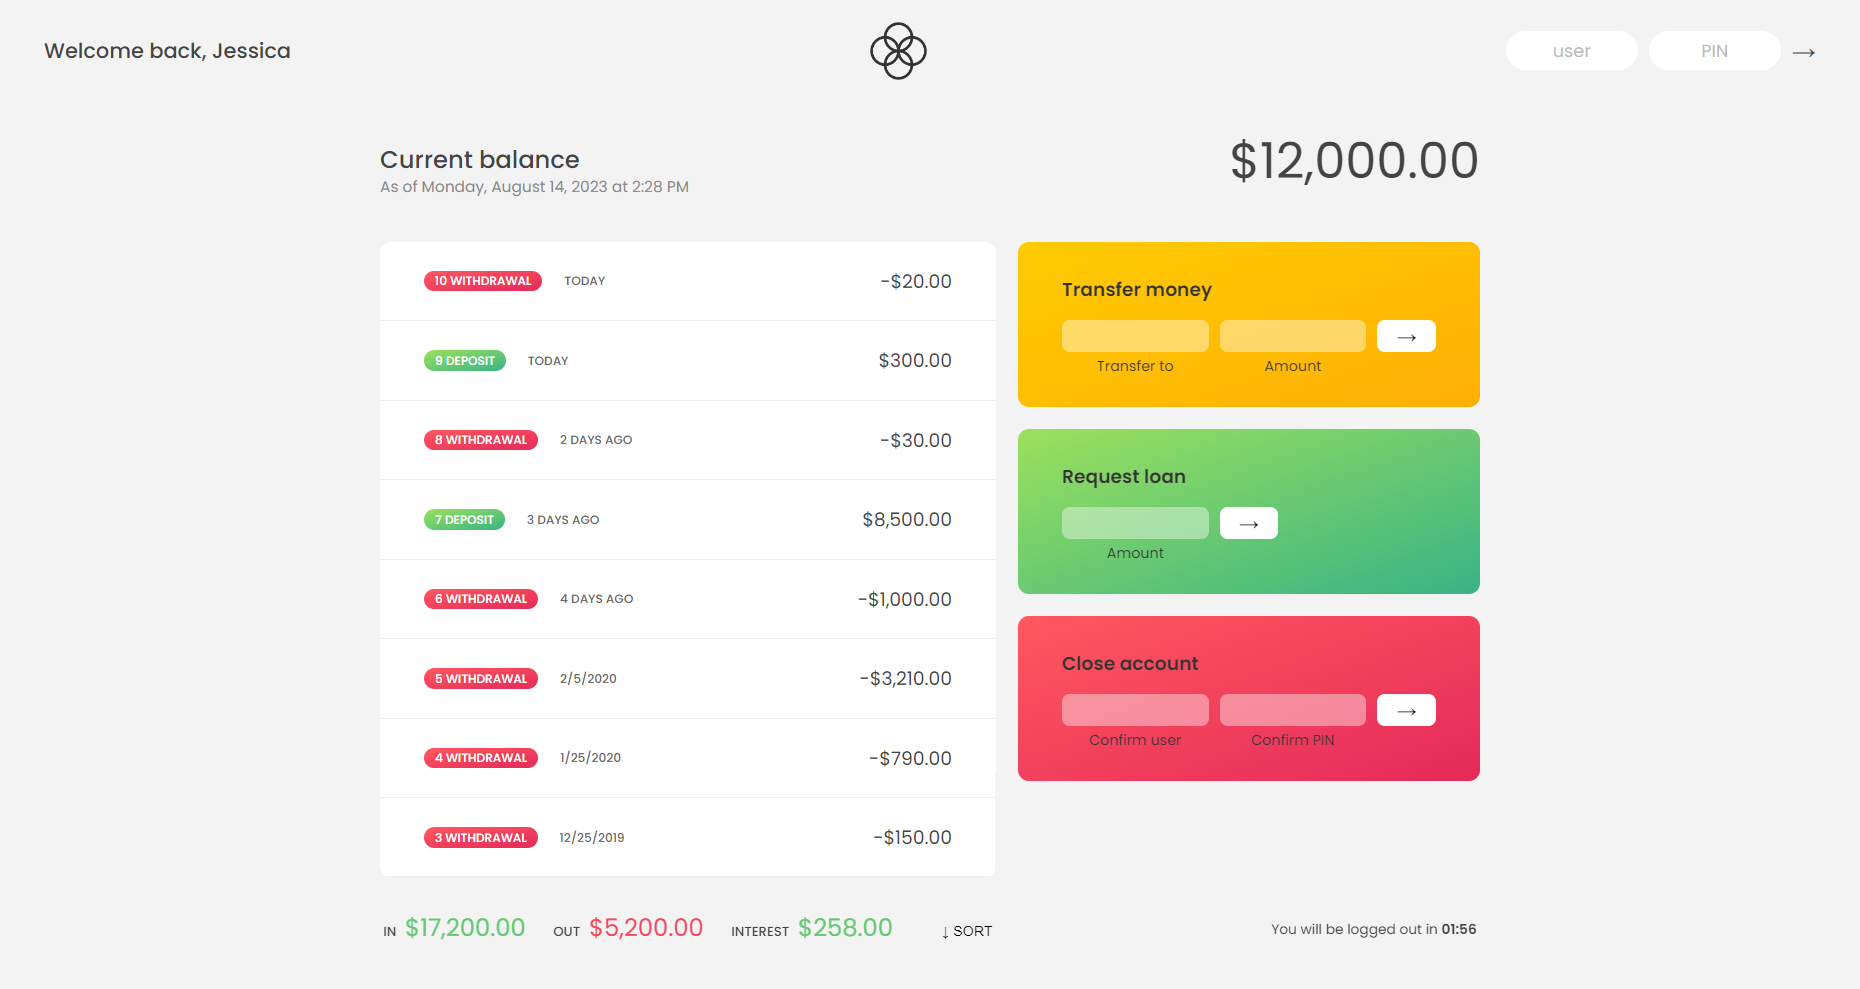 Welcome back, Jessica
user
PIN
→
Current balance
As of Monday, August 14, 2023 at 2:28 PM
$12,000.00
10 WITHDRAWAL TODAY -$20.00
9 DEPOSIT TODAY $300.00
8 WITHDRAWAL 2 DAYS AGO -$30.00
7 DEPOSIT 3 DAYS AGO $8,500.00
6 WITHDRAWAL 4 DAYS AGO -$1,000.00
5 WITHDRAWAL 2/5/2020 -$3,210.00
4 WITHDRAWAL 1/25/2020 -$790.00
3 WITHDRAWAL 12/25/2019 -$150.00
Transfer money
→
Transfer to Amount
Request loan
→
Amount
Close account
→
Confirm user Confirm PIN
IN $17,200.00 OUT $5,200.00 INTEREST $258.00 ↓ SORT
You will be logged out in 01:56